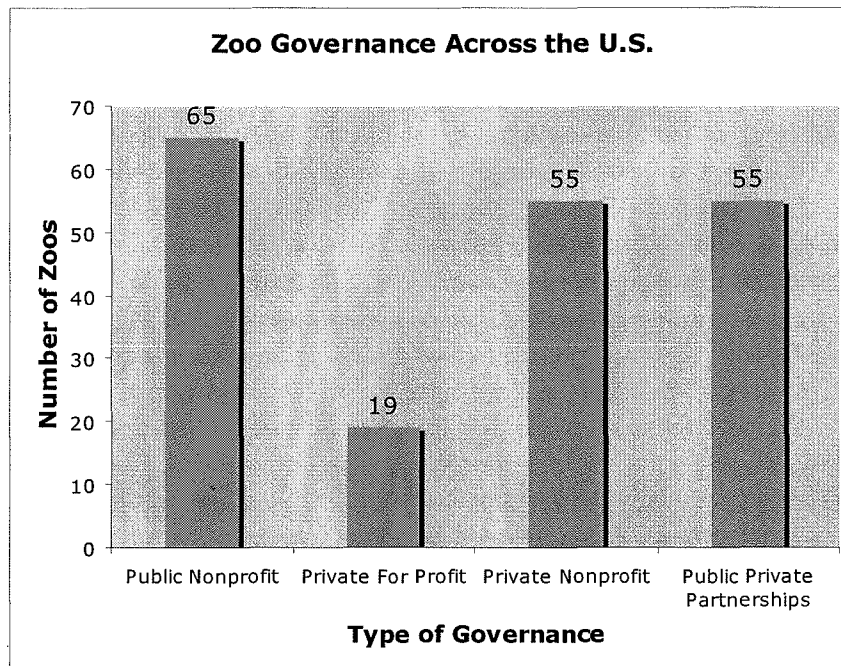 Zoo Governance Across the U.S.
Number of Zoos
70
60
50
40
30
20
10
0
65
19
55
55
Public Nonprofit
Private For Profit
Private Nonprofit
Public Private
Partnerships
Type of Governance